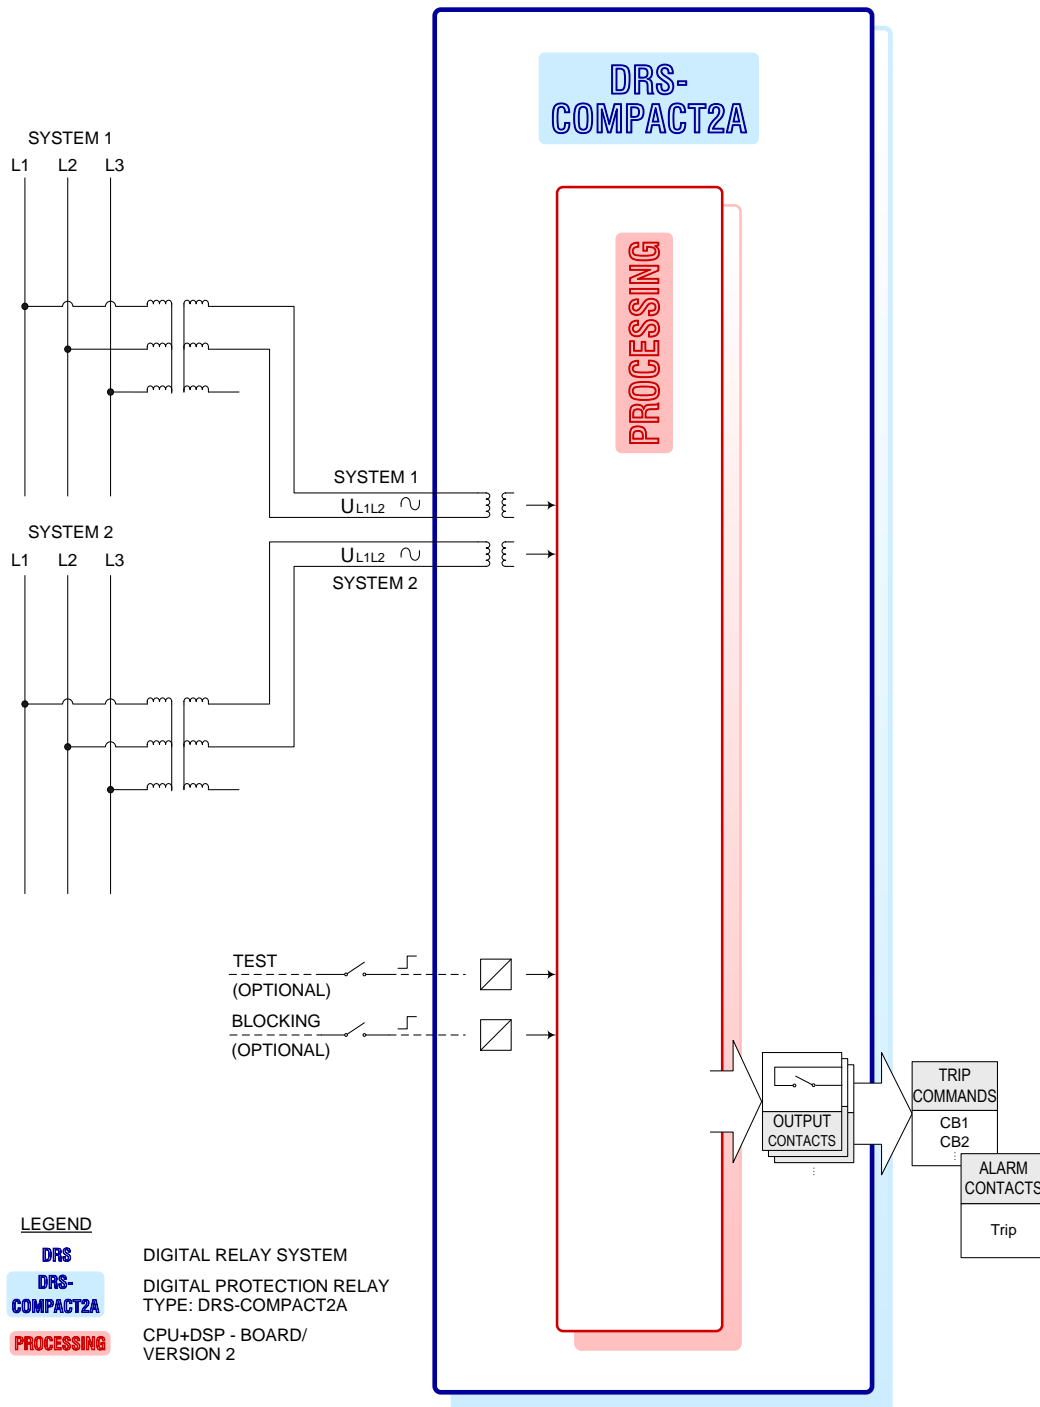 DRS-
COMPACT2A
SYSTEM 1
L1 L2 L3
PROCESSING
SYSTEM 1
UL1L2
SYSTEM 2
L1 L2 L3
UL1L2
SYSTEM 2
TEST
(OPTIONAL)
BLOCKING
(OPTIONAL)
OUTPUT
CONTACTS
TRIP
COMMANDS
CB1
CB2
ALARM
CONTACTS
Trip
LEGEND
DRS DIGITAL RELAY SYSTEM
DRS-
COMPACT2A
DIGITAL PROTECTION RELAY
TYPE: DRS-COMPACT2A
PROCESSING
CPU+DSP - BOARD/
VERSION 2